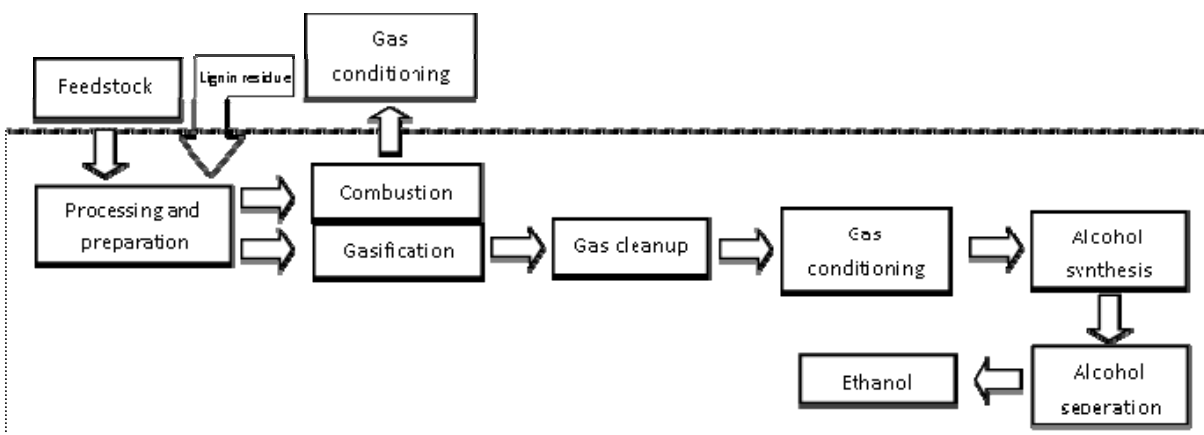 Gas
conditioning
Feedstock
Lignin residue
Processing and
preparation
Combustion
Gasification
Gas cleanup
Gas
conditioning
Alcohol
synthesis
Ethanol
Alcohol
seperation